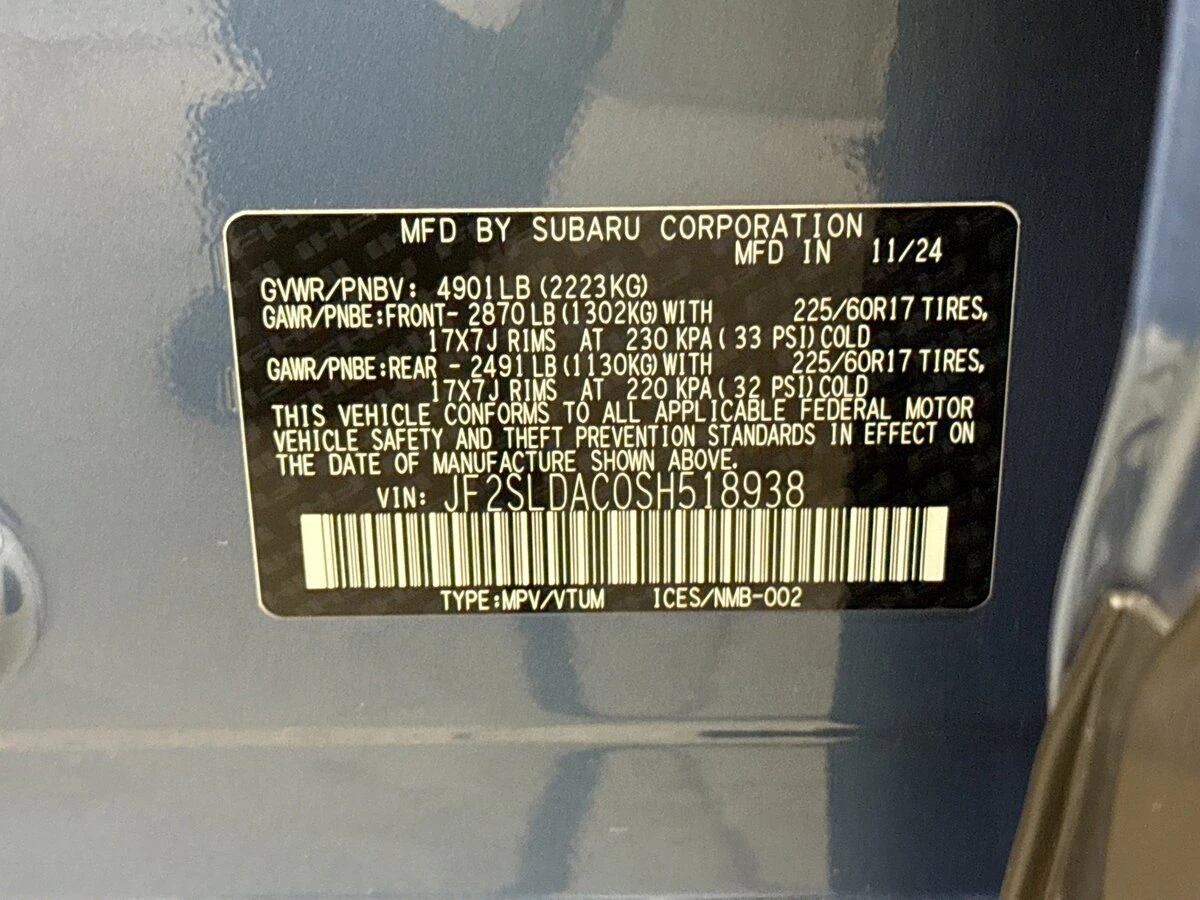 MFD BY SUBARU CORPORATION
MFD IN 11/24
GVWR/PNBV: 4901LB (2223KG)
GAWR/PNBE:FRONT- 2870 LB (1302KG) WITH 225/60R17 TIRES,
17X7J RIMS AT 230 KPA ( 33 PSI) COLD
GAWR/PNBE:REAR - 2491 LB (1130KG) WITH 225/60R17 TIRES,
17X7J RIMS AT 220 KPA ( 32 PSI) COLD
THIS VEHICLE CONFORMS TO ALL APPLICABLE FEDERAL MOTOR
VEHICLE SAFETY AND THEFT PREVENTION STANDARDS IN EFFECT ON
THE DATE OF MANUFACTURE SHOWN ABOVE.
VIN: JF2SLDAC0SH518938
TYPE:MPV/VTUM ICES/NMB-002